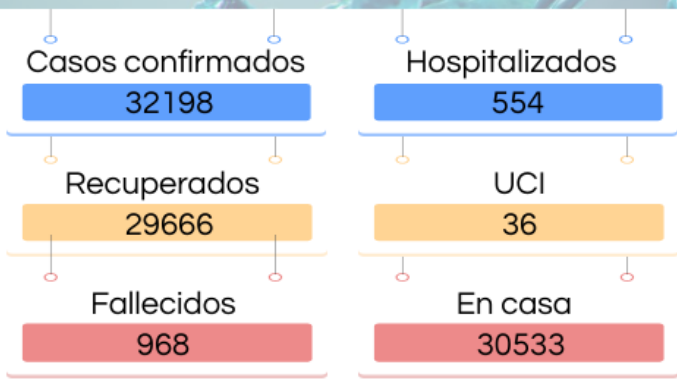 Casos confirmados
32198
Hospitalizados
554
Recuperados
29666
UCI
36
Fallecidos
968
En casa
30533